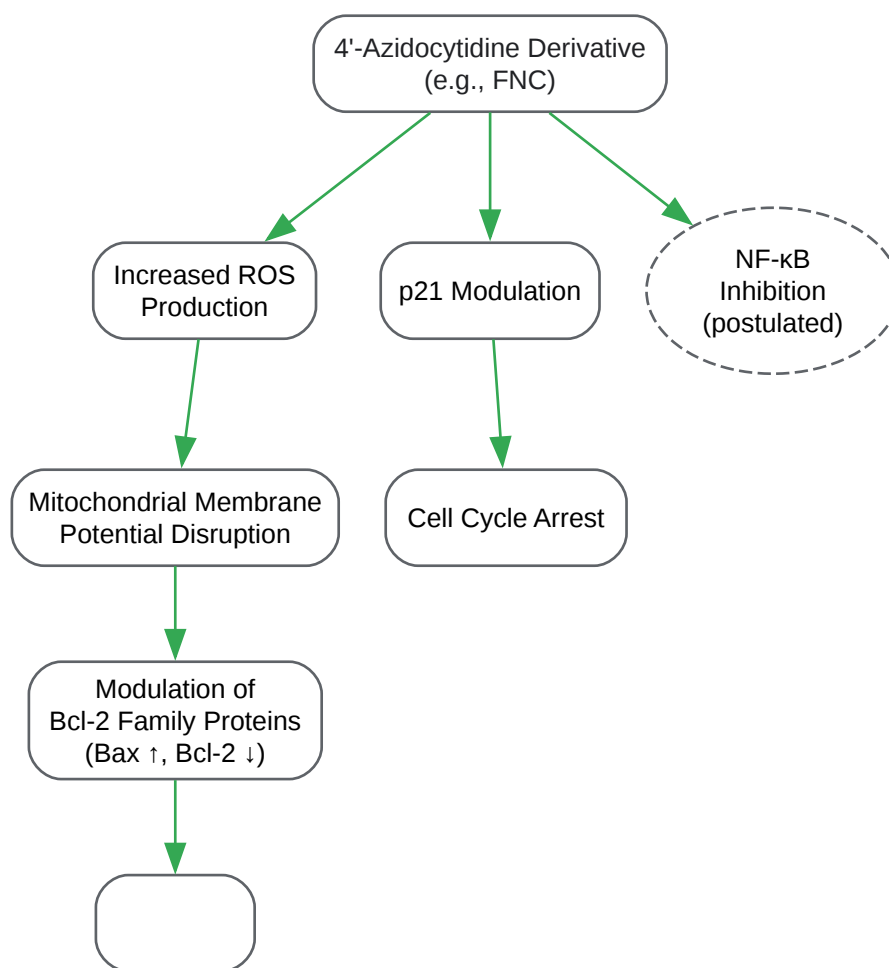 4'-Azidocytidine Derivative
(e.g., FNC)
Increased ROS
Production
p21 Modulation
NF-κB
Inhibition
(postulated)
Mitochondrial Membrane
Potential Disruption
Cell Cycle Arrest
Modulation of
Bcl-2 Family Proteins
(Bax ↑, Bcl-2 ↓)